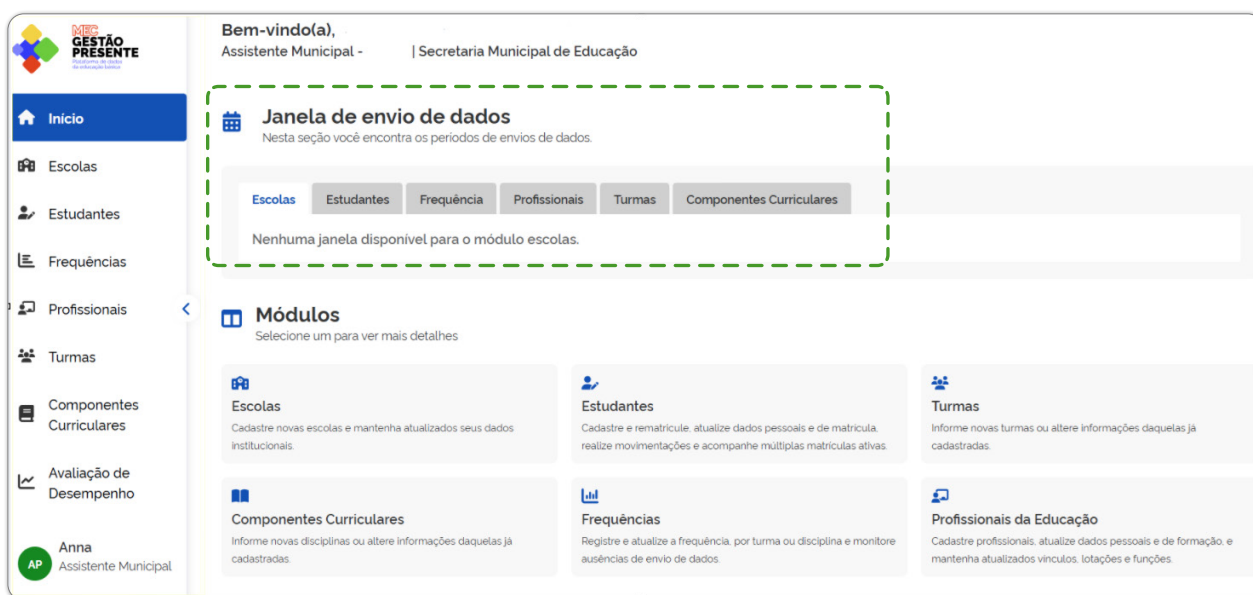 MEC
GESTÃO
PRESENTE
Plataforma de dados
da educação básica
Início
Escolas
Estudantes
Frequências
Profissionais
Turmas
Componentes
Curriculares
Avaliação de
Desempenho
AP
Anna
Assistente Municipal
Bem-vindo(a),
Assistente Municipal - | Secretaria Municipal de Educação
Janela de envio de dados
Nesta seção você encontra os períodos de envios de dados.
Escolas Estudantes Frequência Profissionais Turmas Componentes Curriculares
Nenhuma janela disponível para o módulo escolas.
Módulos
Selecione um para ver mais detalhes
Escolas
Cadastre novas escolas e mantenha atualizados seus dados
institucionais.
Estudantes
Cadastre e rematricule, atualize dados pessoais e de matrícula,
realize movimentações e acompanhe múltiplas matrículas ativas.
Turmas
Informe novas turmas ou altere informações daquelas já
cadastradas.
Componentes Curriculares
Informe novas disciplinas ou altere informações daquelas já
cadastradas.
Frequências
Registre e atualize a frequência, por turma ou disciplina e monitore
ausências de envio de dados.
Profissionais da Educação
Cadastre profissionais, atualize dados pessoais e de formação, e
mantenha atualizados vínculos, lotações e funções.